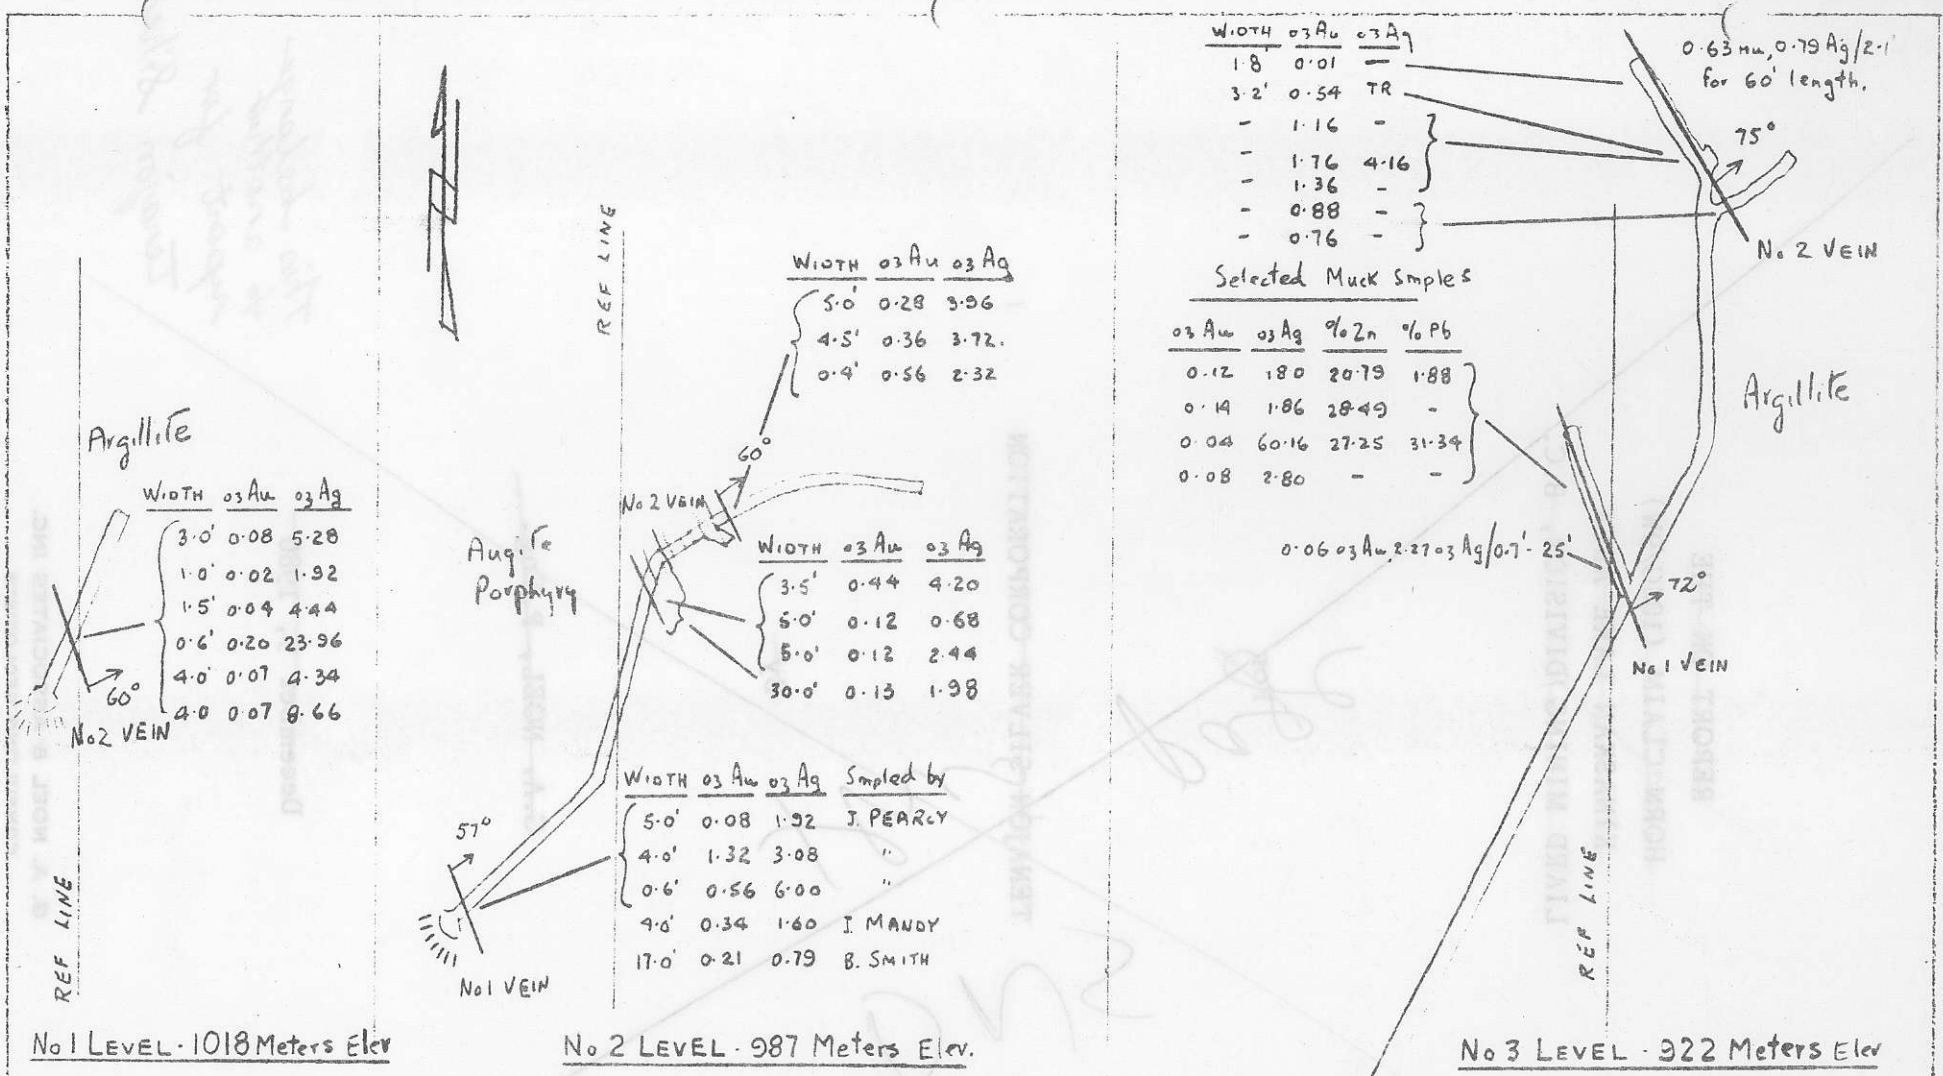 Argillite
WIDTH oz Au oz Ag
3.0' 0.08 5.28
1.0' 0.02 1.92
1.5' 0.04 4.44
0.6' 0.20 23.96
4.0' 0.07 4.34
4.0 0.07 8.66
60°
No 2 VEIN
REF LINE
No 1 LEVEL - 1018 Meters Elev
REF LINE
WIDTH oz Au oz Ag
5.0' 0.28 3.96
4.5' 0.36 3.72.
0.4' 0.56 2.32
60°
No 2 VEIN
Augite
Porphyry
WIDTH oz Au oz Ag
3.5' 0.44 4.20
5.0' 0.12 0.68
5.0' 0.12 2.44
30.0' 0.13 1.98
WIDTH oz Au oz Ag Smpled by
5.0' 0.08 1.92 J. PEARCY
4.0' 1.32 3.08 "
0.6' 0.56 6.00 "
4.0' 0.34 1.60 J. MANDY
17.0' 0.21 0.79 B. SMITH
57°
No 1 VEIN
No 2 LEVEL - 987 Meters Elev.
WIDTH oz Au oz Ag
1.8' 0.01 -
3.2' 0.54 TR
- 1.16 -
- 1.76 4.16
- 1.36 -
- 0.88 -
- 0.76 -
0.63 Au, 0.79 Ag/2.1'
for 60' length.
75°
No 2 VEIN
Selected Muck Smples
oz Au oz Ag % Zn % Pb
0.12 180 20.79 1.88
0.14 1.86 28.49 -
0.04 60.16 27.25 31.34
0.08 2.80 - -
Argillite
0.06 oz Au, 2.27 oz Ag/0.7' - 25'
72°
No 1 VEIN
REF LINE
No 3 LEVEL - 922 Meters Elev